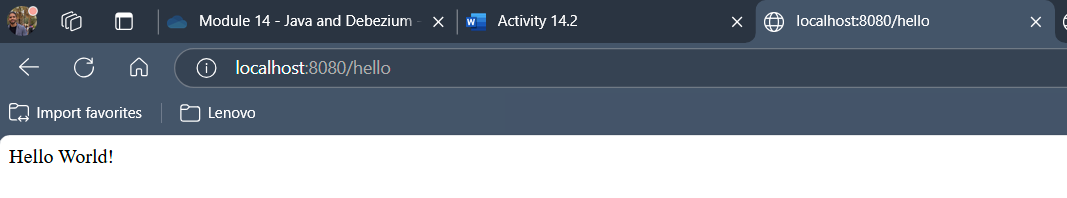 Module 14 - Java and Debezium -
Activity 14.2
localhost:8080/hello
localhost:8080/hello
Import favorites
Lenovo
Hello World!